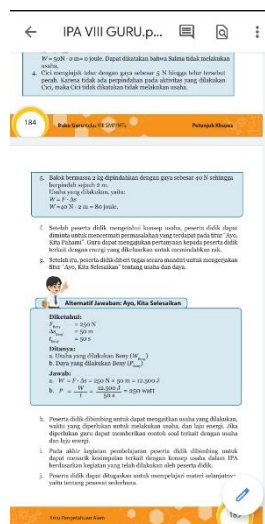 IPA VIII GURU.p...
W = 50N · 0 m= 0 joule. Dapat dikatakan bahwa Salma tidak melakukan
usaha.
4. Cici menginjak telur dengan gaya sebesar 5 N hingga telur tersebut
pecah. Karena tidak ada perpindahan pada aktivitas yang dilakukan
Cici, maka Cici tidak dikatakan tidak melakukan usaha.
184
Buku Guru Kelas VIII SMP/MTs
Petunjuk Khusus
5. Balok bermassa 2 kg dipindahkan dengan gaya sebesar 40 N sehingga
berpindah sejauh 2 m.
Usaha yang dilakukan, yaitu:
W = F · Δs
W = 40 N · 2 m = 80 joule.
f. Setelah peserta didik mengetahui konsep usaha, peserta didik dapat
diminta untuk mencermati permasalahan yang terdapat pada fitur "Ayo,
Kita Pahami". Guru dapat mengajukan pertanyaan kepada peserta didik
terkait dengan energi yang dikeluarkan untuk memindahkan rak.
g. Setelah itu, peserta didik diberi tugas secara mandiri untuk mengerjakan
fitur "Ayo, Kita Selesaikan" tentang usaha dan daya.
Alternatif Jawaban: Ayo, Kita Selesaikan
Diketahui:
F Beny = 250 N
Δs Beny = 50 m
t Beny = 50 s
Ditanya:
a. Usaha yang dilakukan Beny (W Beny)
b. Daya yang dilakukan Beny (P Beny)
Jawab:
a. W = F · Δs = 250 N × 50 m = 12.500 J
b. P = W/t = 12.500 J/50 s = 250 watt
h. Peserta didik dibimbing untuk dapat mengaitkan usaha yang dilakukan,
waktu yang diperlukan untuk melakukan usaha, dan laju energi. Jika
diperlukan guru dapat memberikan contoh soal terkait dengan usaha
dan laju energi.
i. Pada akhir kegiatan pembelajaran peserta didik dibimbing untuk
dapat menarik kesimpulan terkait dengan konsep usaha dalam IPA
berdasarkan kegiatan yang telah dilakukan oleh peserta didik.
j. Peserta didik dapat ditugaskan untuk mempelajari materi selanjutnya
yaitu tentang pesawat sederhana.
Ilmu Pengetahuan Alam